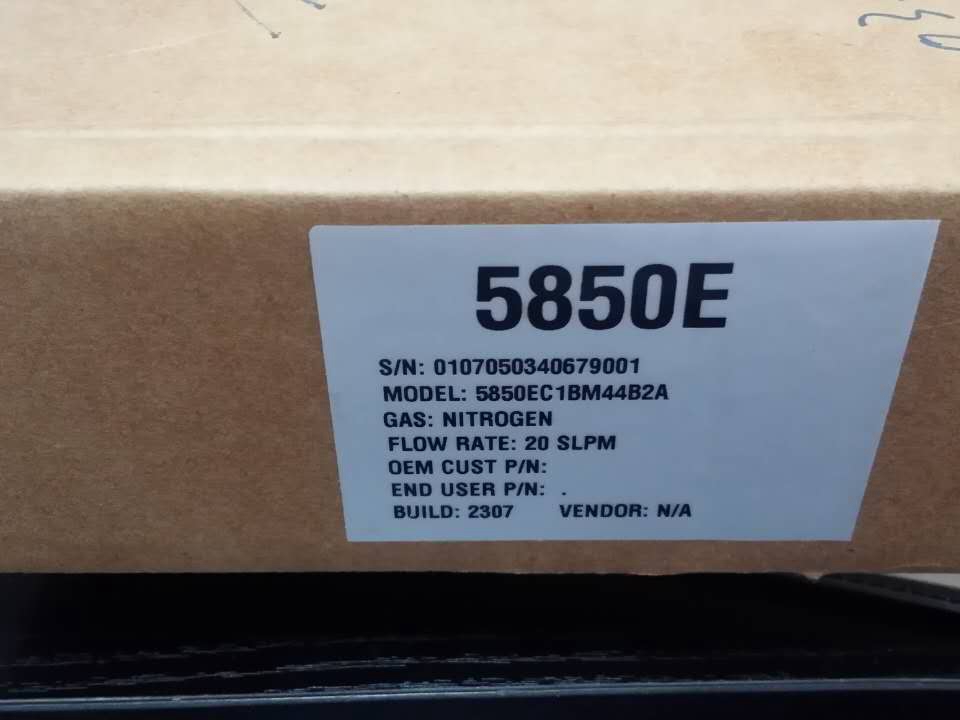 5850E
S/N: 0107050340679001
MODEL: 5850EC1BM44B2A
GAS: NITROGEN
FLOW RATE: 20 SLPM
OEM CUST P/N:
END USER P/N: .
BUILD: 2307 VENDOR: N/A